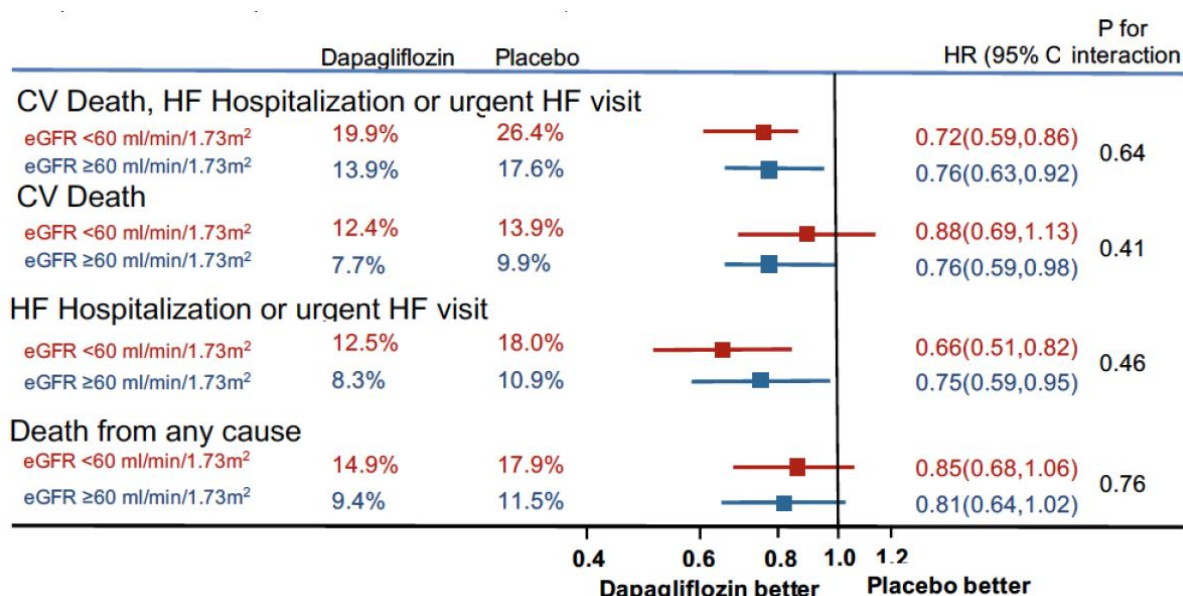 P for
Dapagliflozin Placebo HR (95% C interaction
CV Death, HF Hospitalization or urgent HF visit
eGFR <60 ml/min/1.73m² 19.9% 26.4% 0.72(0.59,0.86)
0.64
eGFR ≥60 ml/min/1.73m² 13.9% 17.6% 0.76(0.63,0.92)
CV Death
eGFR <60 ml/min/1.73m² 12.4% 13.9% 0.88(0.69,1.13)
0.41
eGFR ≥60 ml/min/1.73m² 7.7% 9.9% 0.76(0.59,0.98)
HF Hospitalization or urgent HF visit
eGFR <60 ml/min/1.73m² 12.5% 18.0% 0.66(0.51,0.82)
0.46
eGFR ≥60 ml/min/1.73m² 8.3% 10.9% 0.75(0.59,0.95)
Death from any cause
eGFR <60 ml/min/1.73m² 14.9% 17.9% 0.85(0.68,1.06)
0.76
eGFR ≥60 ml/min/1.73m² 9.4% 11.5% 0.81(0.64,1.02)
0.4 0.6 0.8 1.0 1.2
Dapagliflozin better Placebo better